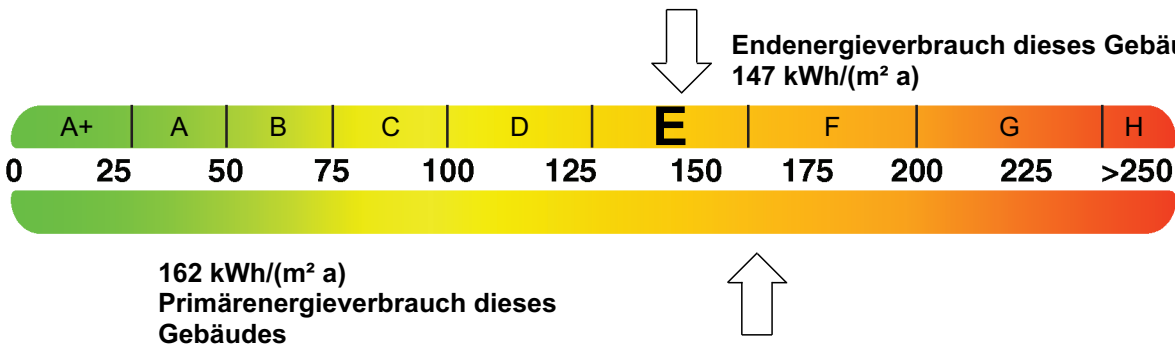 Endenergieverbrauch dieses Gebäu
147 kWh/(m² a)
A+ A B C D E F G H
0 25 50 75 100 125 150 175 200 225 >250
162 kWh/(m² a)
Primärenergieverbrauch dieses
Gebäudes